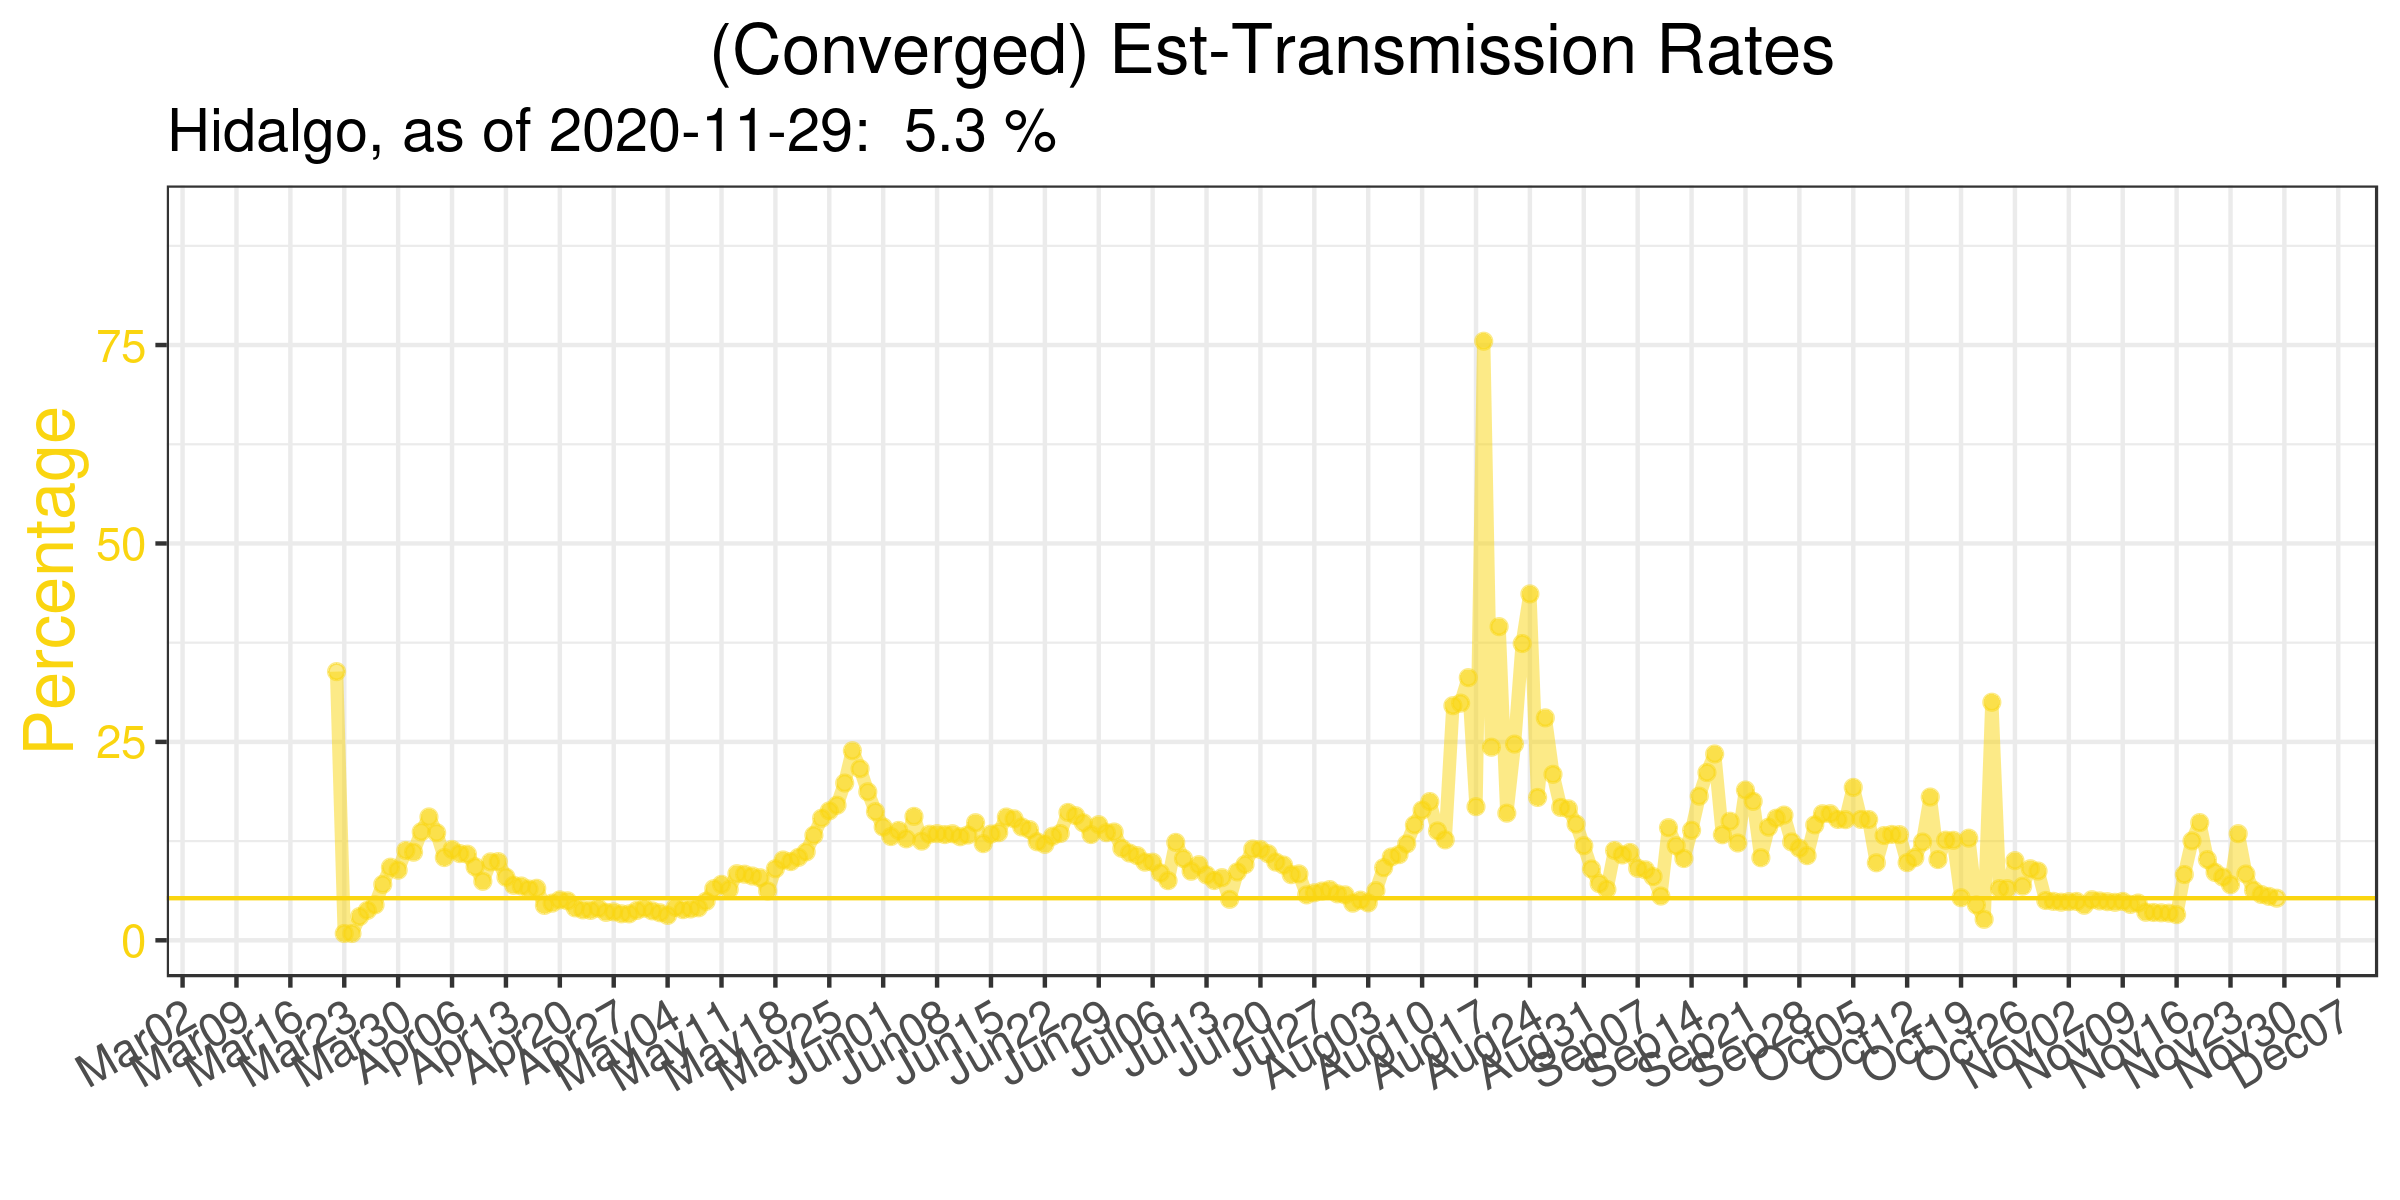 (Converged) Est-Transmission Rates
Hidalgo, as of 2020-11-29:  5.3 %
Percentage
75
50
25
0
Mar02
Mar09
Mar16
Mar23
Mar30
Apr06
Apr13
Apr20
Apr27
May04
May11
May18
May25
Jun01
Jun08
Jun15
Jun22
Jun29
Jul06
Jul13
Jul20
Jul27
Aug03
Aug10
Aug17
Aug24
Aug31
Sep07
Sep14
Sep21
Sep28
Oct05
Oct12
Oct19
Oct26
Nov02
Nov09
Nov16
Nov23
Nov30
Dec07